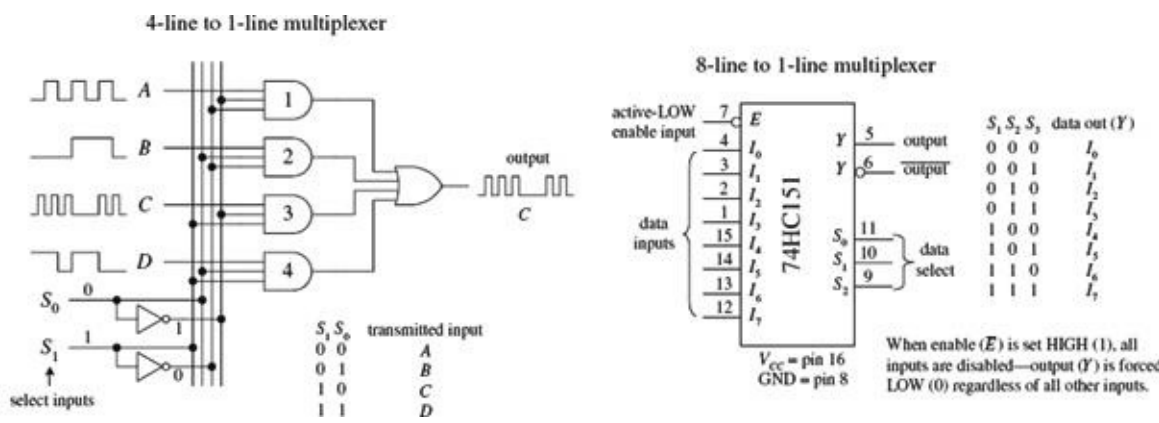 4-line to 1-line multiplexer
A
1
B
2
C
3
D
4
output
C
S₀ 0
1
S₁ 1
0
select inputs
S₁ S₀ transmitted input
0 0 A
0 1 B
1 0 C
1 1 D
8-line to 1-line multiplexer
active-LOW
enable input
7 E
data
inputs
4 I₀
3 I₁
2 I₂
1 I₃
15 I₄
14 I₅
13 I₆
12 I₇
74HC151
Y 5 output
Y 6 output
S₀ 11
S₁ 10
S₂ 9
data
select
V_CC = pin 16
GND = pin 8
S₁ S₂ S₃ data out (Y)
0 0 0 I₀
0 0 1 I₁
0 1 0 I₂
0 1 1 I₃
1 0 0 I₄
1 0 1 I₅
1 1 0 I₆
1 1 1 I₇
When enable (E̅) is set HIGH (1), all
inputs are disabled—output (Y) is forced
LOW (0) regardless of all other inputs.